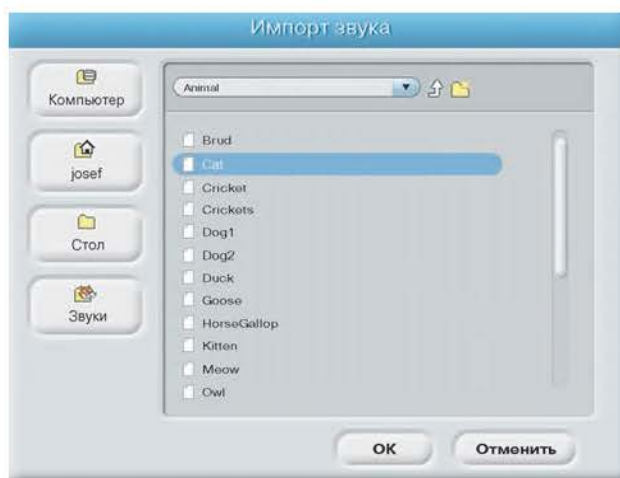 Импорт звука
Компьютер
josef
Стол
Звуки
Animal
Brud
Cat
Cricket
Crickets
Dog1
Dog2
Duck
Goose
HorseGallop
Kitten
Meow
Owl
OK
Отменить